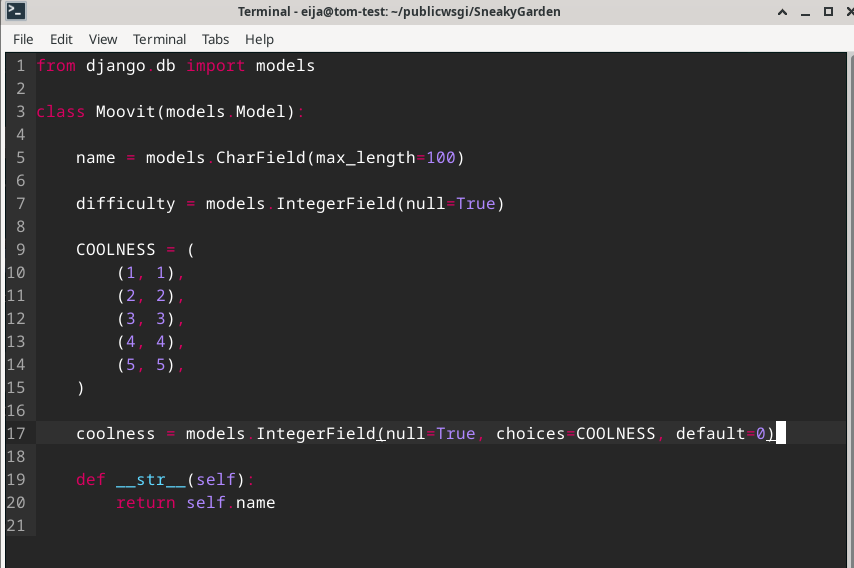 Terminal - eija@tom-test: ~/publicwsgi/SneakyGarden
File Edit View Terminal Tabs Help
1 from django.db import models
2
3 class Moovit(models.Model):
4
5     name = models.CharField(max_length=100)
6
7     difficulty = models.IntegerField(null=True)
8
9     COOLNESS = (
10         (1, 1),
11         (2, 2),
12         (3, 3),
13         (4, 4),
14         (5, 5),
15     )
16
17     coolness = models.IntegerField(null=True, choices=COOLNESS, default=0)
18
19     def __str__(self):
20         return self.name
21